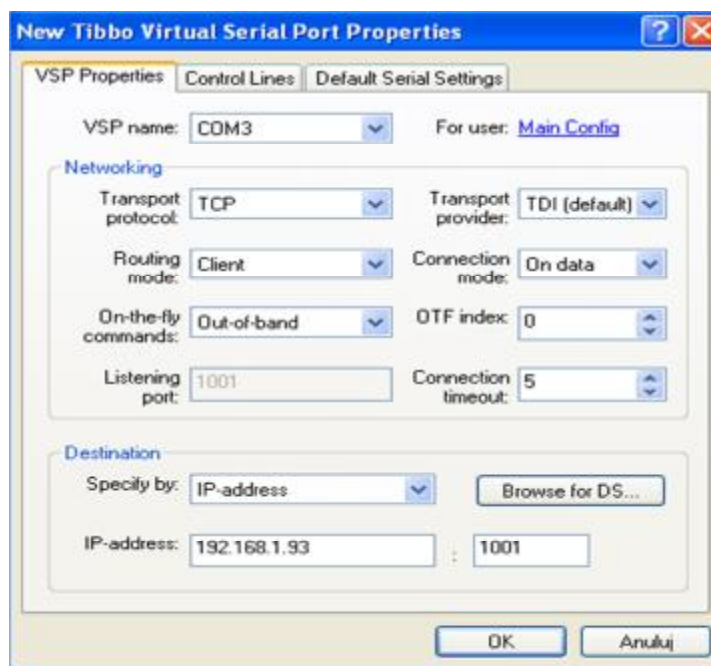 New Tibbo Virtual Serial Port Properties
VSP Properties Control Lines Default Serial Settings
VSP name: COM3 For user: Main Config
Networking
Transport protocol: TCP Transport provider: TDI (default)
Routing mode: Client Connection mode: On data
On-the-fly commands: Out-of-band OTF index: 0
Listening port: 1001 Connection timeout: 5
Destination
Specify by: IP-address Browse for DS...
IP-address: 192.168.1.93 : 1001
OK Anuluj